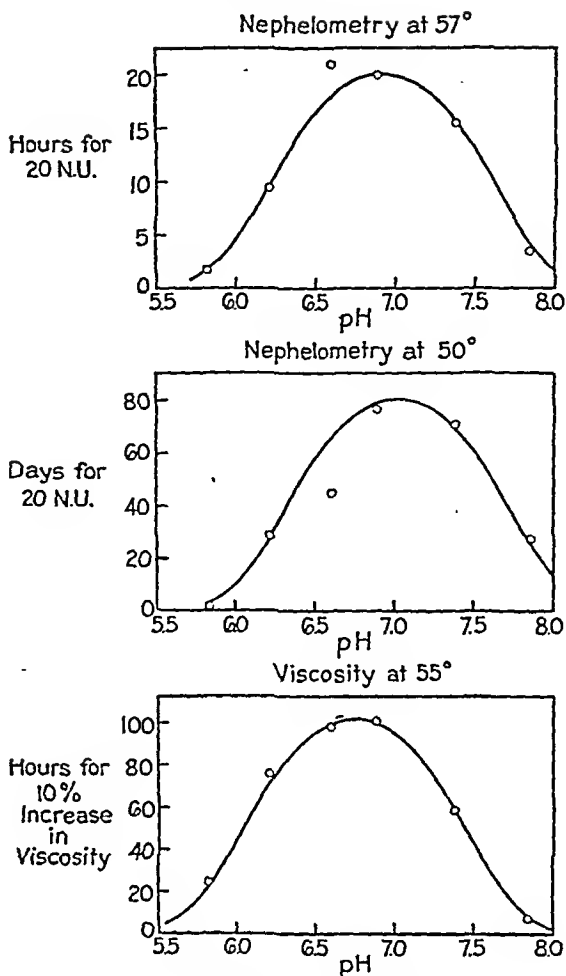 Nephelometry at 57°
Hours for
20 N.U.
20
15
10
5
0
5.5 6.0 6.5 7.0 7.5 8.0
pH
Nephelometry at 50°
Days for
20 N.U.
80
60
40
20
0
5.5 6.0 6.5 7.0 7.5 8.0
pH
Viscosity at 55°
Hours for
10%
Increase
in
Viscosity
100
80
60
40
20
0
5.5 6.0 6.5 7.0 7.5 8.0
pH